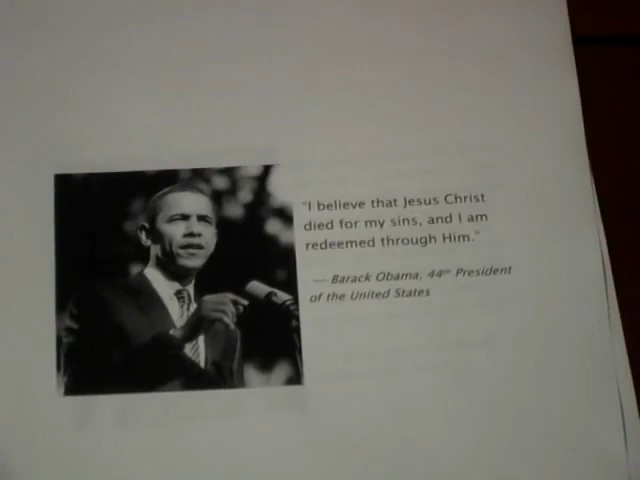 "I believe that Jesus Christ
died for my sins, and I am
redeemed through Him."
— Barack Obama, 44th President
of the United States